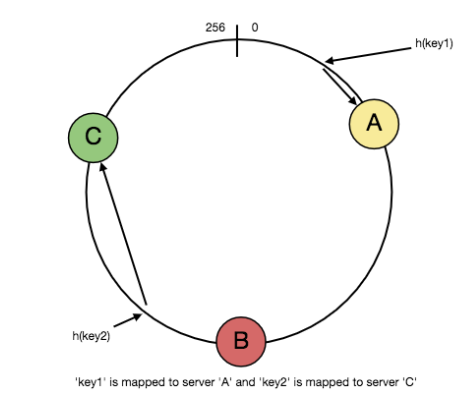 256 0
h(key1)
A
C
h(key2)
B
'key1' is mapped to server 'A' and 'key2' is mapped to server 'C'